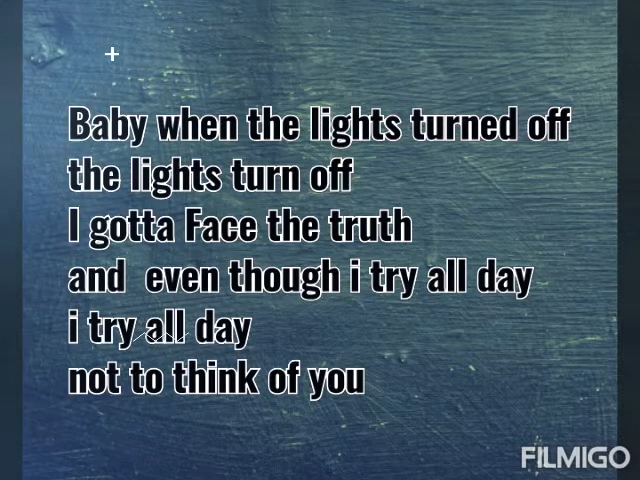 Baby when the lights turned off
the lights turn off
I gotta Face the truth
and even though i try all day
i try all day
not to think of you
FILMIGO